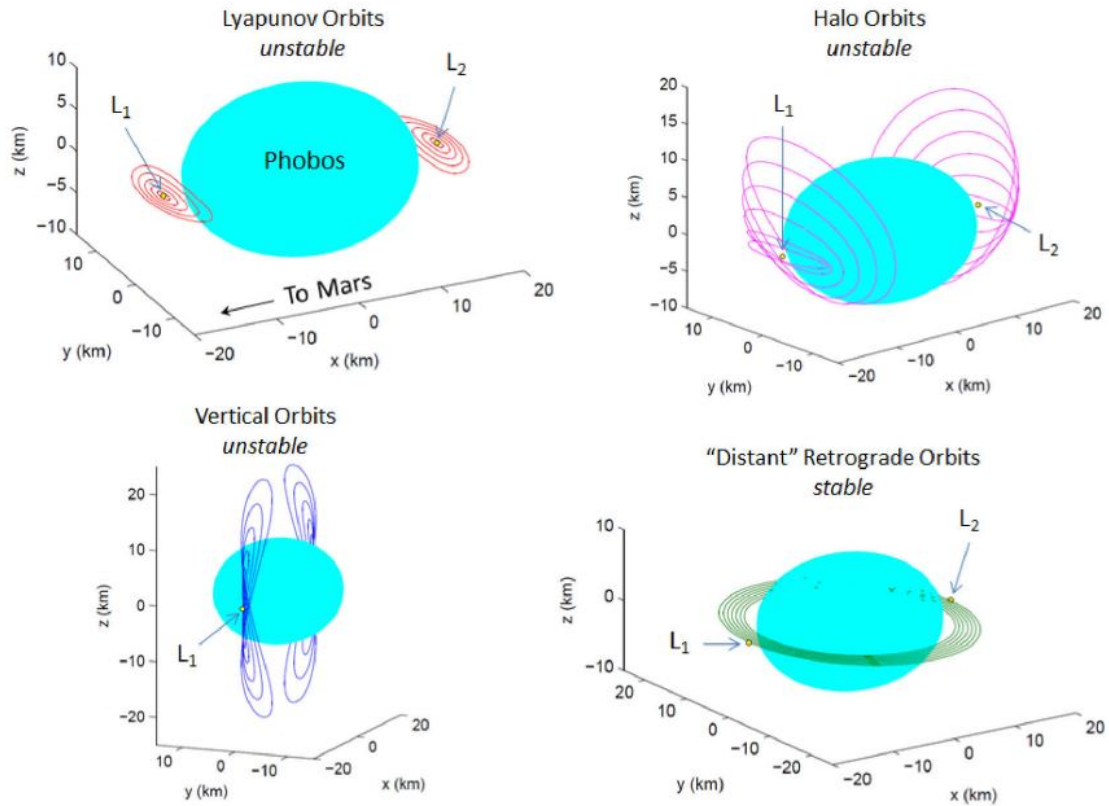 Lyapunov Orbits
unstable
L1
L2
Phobos
To Mars
10
5
0
−5
−10
z (km)
10
0
−10
y (km)
−20
−10
0
10
20
x (km)
Halo Orbits
unstable
L1
L2
20
15
10
5
0
−5
−10
z (km)
10
0
−10
y (km)
−20
−10
0
10
20
x (km)
Vertical Orbits
unstable
L1
20
10
0
−10
−20
z (km)
10
0
−10
y (km)
0
20
x (km)
“Distant” Retrograde Orbits
stable
L2
L1
10
0
−10
z (km)
20
10
0
−10
−20
y (km)
−20
−10
0
10
20
x (km)